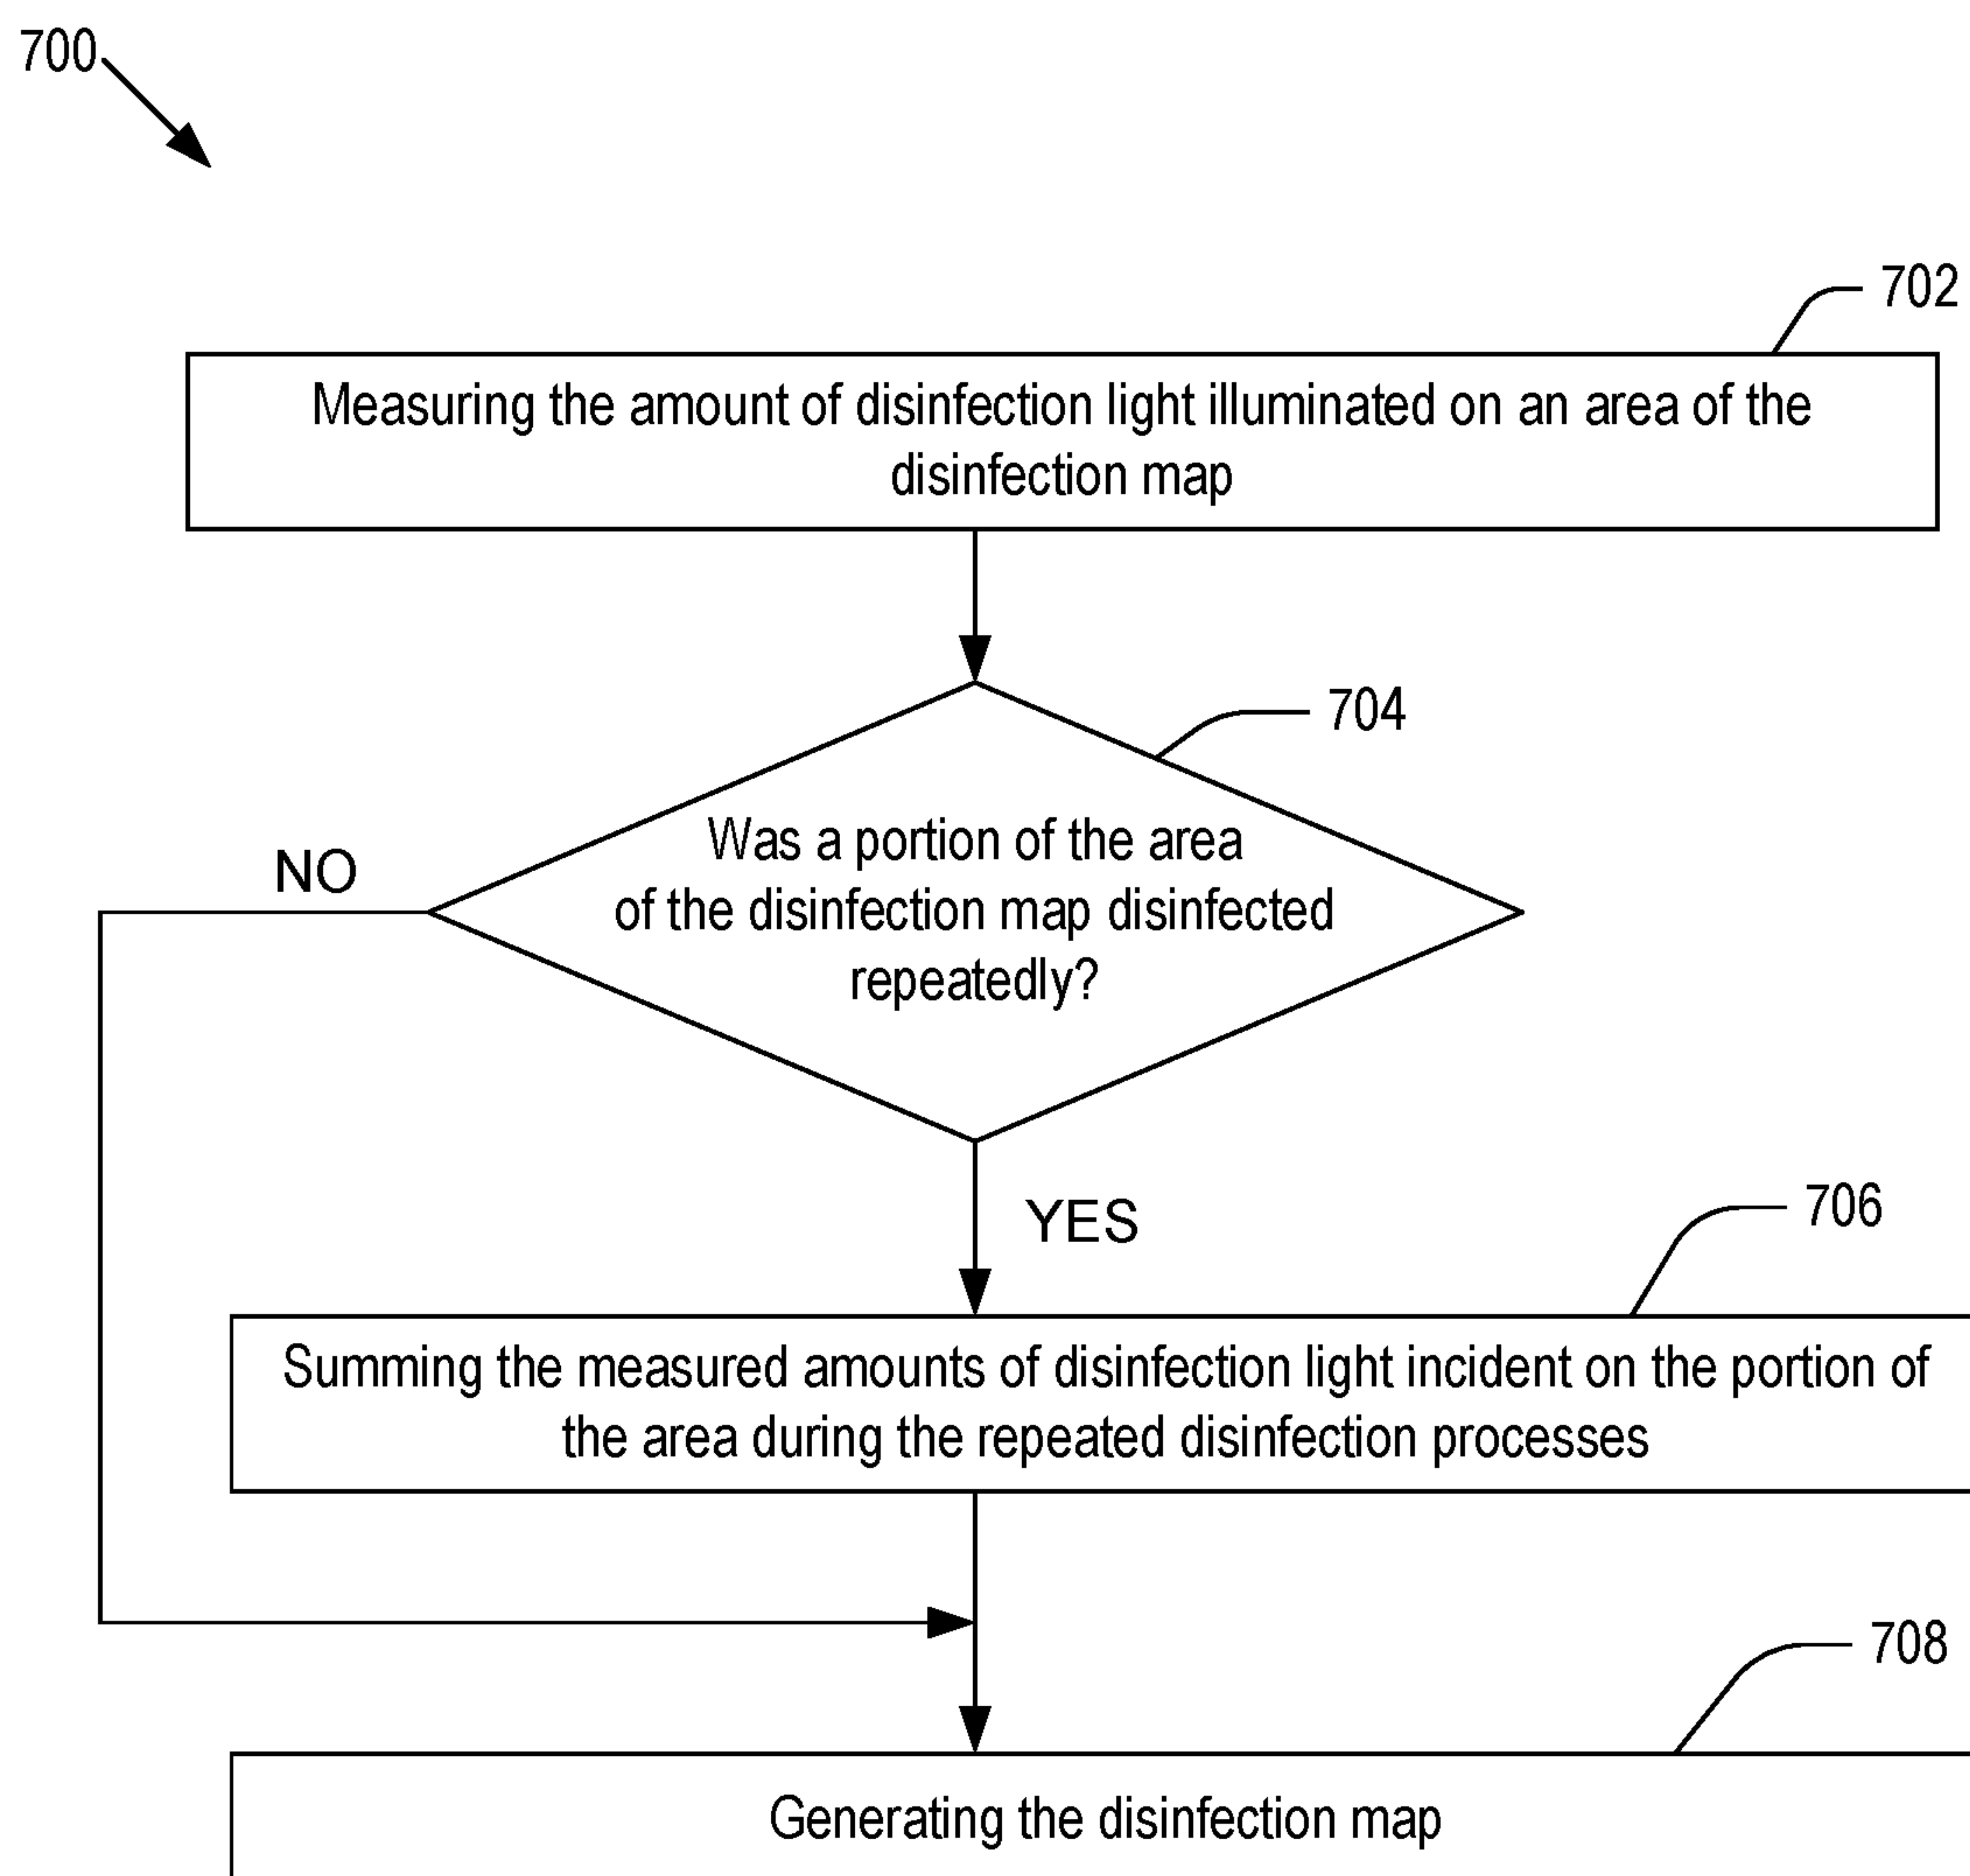 700
702
Measuring the amount of disinfection light illuminated on an area of the
disinfection map
704
Was a portion of the area
of the disinfection map disinfected
repeatedly?
NO
YES
706
Summing the measured amounts of disinfection light incident on the portion of
the area during the repeated disinfection processes
708
Generating the disinfection map